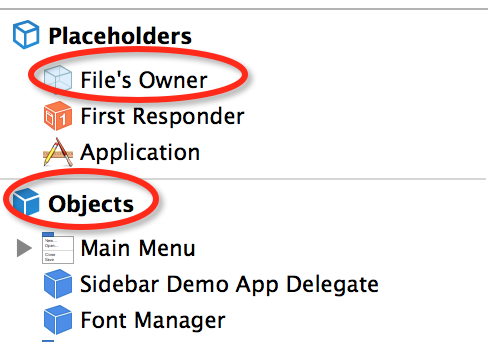 Placeholders
File's Owner
First Responder
Application
Objects
Main Menu
Sidebar Demo App Delegate
Font Manager